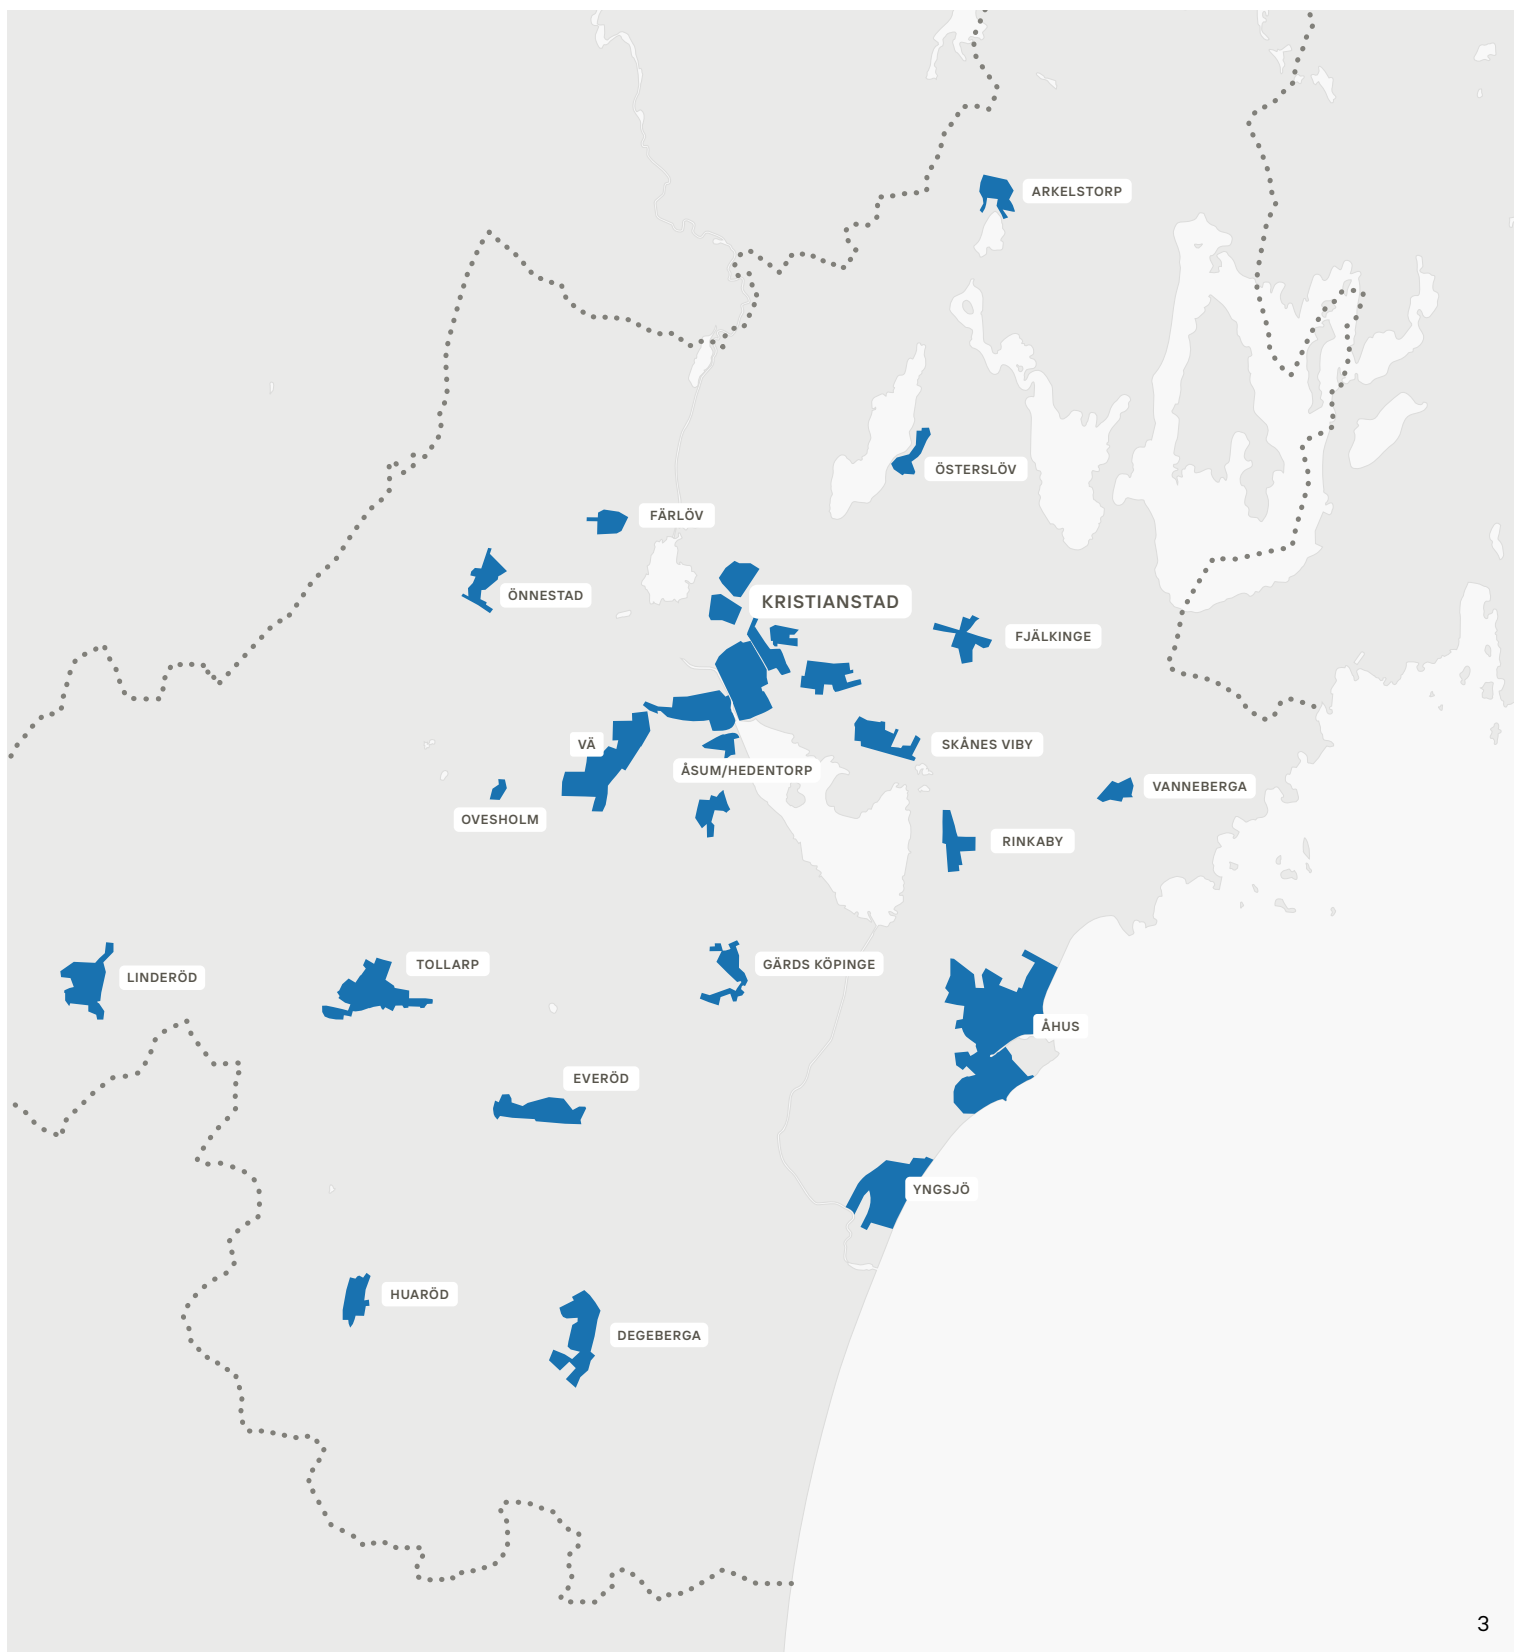 ARKELSTORP
ÖSTERSLÖV
FÄRLÖV
ÖNNESTAD
KRISTIANSTAD
FJÄLKINGE
VÄ
SKÅNES VIBY
ÅSUM/HEDENTORP
VANNEBERGA
OVESHOLM
RINKABY
LINDERÖD
TOLLARP
GÄRDS KÖPINGE
ÅHUS
EVERÖD
YNGSJÖ
HUARÖD
DEGEBERGA
3